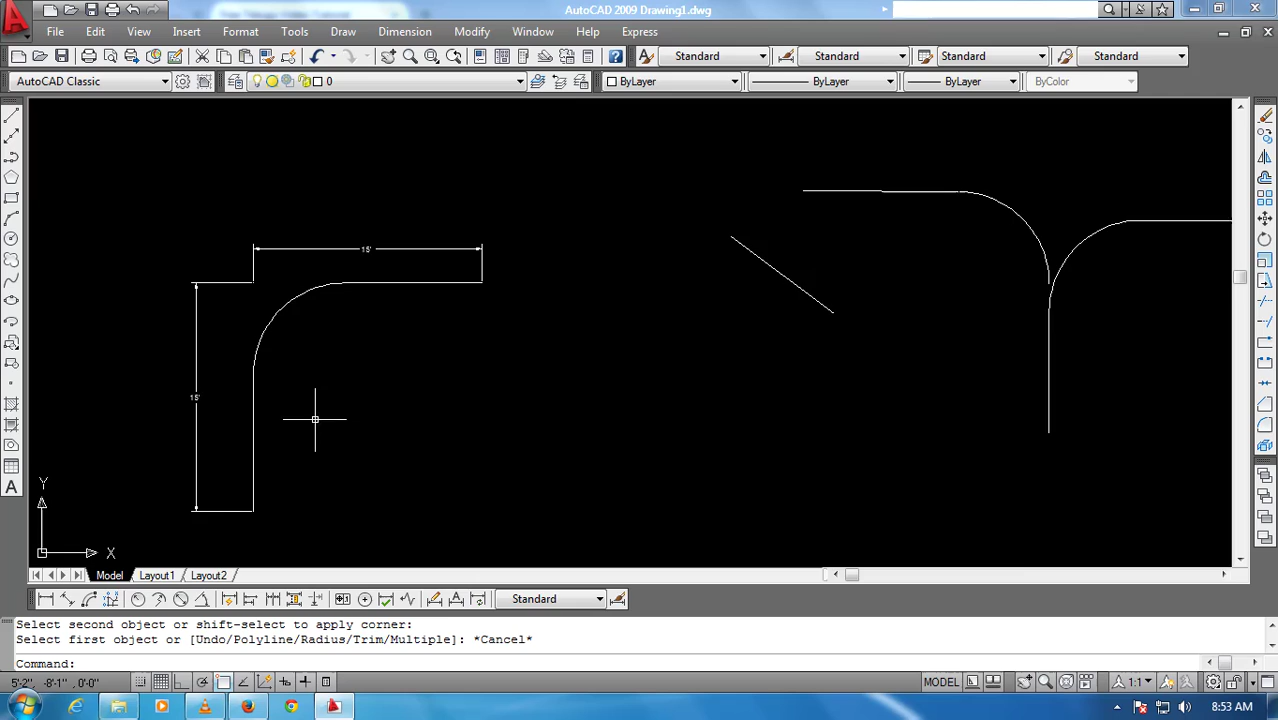 AutoCAD 2009 Drawing1.dwg
File Edit View Insert Format Tools Draw Dimension Modify Window Help Express
Standard Standard Standard Standard
AutoCAD Classic 0 ByLayer ByLayer ByLayer ByColor
15'
15'
Y
X
Model Layout1 Layout2
Standard
Select second object or shift-select to apply corner:
Select first object or [Undo/Polyline/Radius/Trim/Multiple]: *Cancel*
Command:
5'-2", -8'-1", 0'-0" MODEL 1:1
8:53 AM